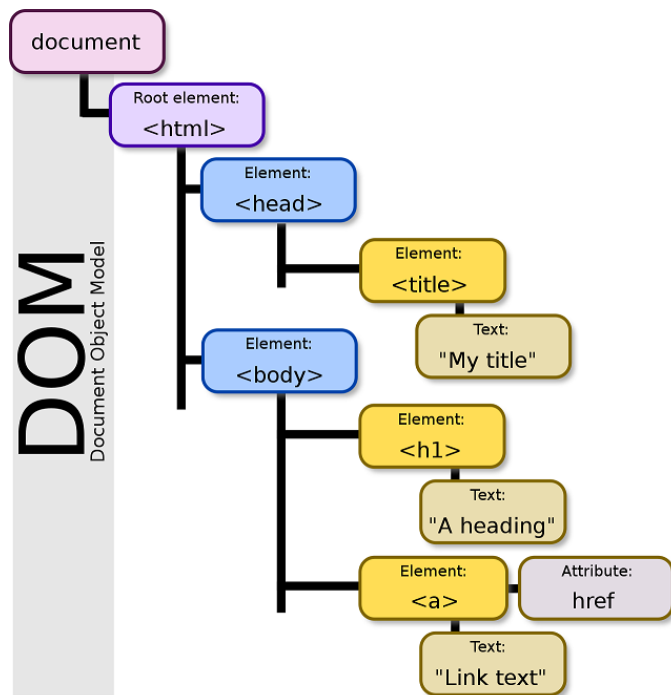 document
Root element:
<html>
Element:
<head>
Element:
<title>
Text:
"My title"
Element:
<body>
Element:
<h1>
Text:
"A heading"
Element:
<a>
Attribute:
href
Text:
"Link text"
DOM
Document Object Model